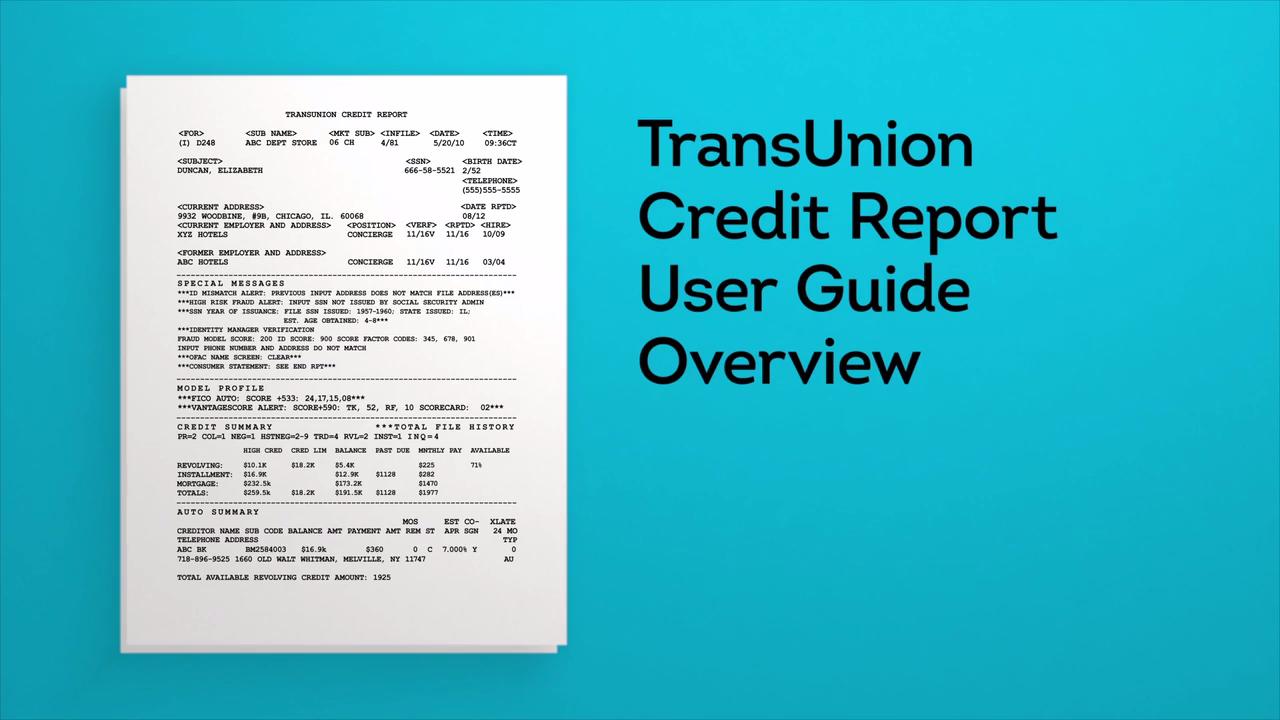 TRANSUNION CREDIT REPORT
<FOR> <SUB NAME> <MKT SUB> <INFILE> <DATE> <TIME>
(I) D248 ABC DEPT STORE 06 CH 4/81 5/20/10 09:36CT
<SUBJECT> <SSN> <BIRTH DATE>
DUNCAN, ELIZABETH 666-58-5521 2/52
<TELEPHONE>
(555)555-5555
<CURRENT ADDRESS> <DATE RPTD>
9932 WOODBINE, #9B, CHICAGO, IL. 60068 08/12
<CURRENT EMPLOYER AND ADDRESS> <POSITION> <VERF> <RPTD> <HIRE>
XYZ HOTELS CONCIERGE 11/16V 11/16 10/09
<FORMER EMPLOYER AND ADDRESS>
ABC HOTELS CONCIERGE 11/16V 11/16 03/04
SPECIAL MESSAGES
***ID MISMATCH ALERT: PREVIOUS INPUT ADDRESS DOES NOT MATCH FILE ADDRESS(ES)***
***HIGH RISK FRAUD ALERT: INPUT SSN NOT ISSUED BY SOCIAL SECURITY ADMIN
***SSN YEAR OF ISSUANCE: FILE SSN ISSUED: 1957-1960; STATE ISSUED: IL;
EST. AGE OBTAINED: 4-8***
***IDENTITY MANAGER VERIFICATION
FRAUD MODEL SCORE: 200 ID SCORE: 900 SCORE FACTOR CODES: 345, 678, 901
INPUT PHONE NUMBER AND ADDRESS DO NOT MATCH
***OFAC NAME SCREEN: CLEAR***
***CONSUMER STATEMENT: SEE END RPT***
MODEL PROFILE
***FICO AUTO: SCORE +533: 24,17,15,08***
***VANTAGESCORE ALERT: SCORE+590: TK, 52, RF, 10 SCORECARD: 02***
CREDIT SUMMARY ***TOTAL FILE HISTORY
PR=2 COL=1 NEG=1 HSTNEG=2-9 TRD=4 RVL=2 INST=1 INQ=4
HIGH CRED CRED LIM BALANCE PAST DUE MNTHLY PAY AVAILABLE
REVOLVING: $10.1K $18.2K $5.4K $225 71%
INSTALLMENT: $16.9K $12.9K $1128 $282
MORTGAGE: $232.5k $173.2K $1470
TOTALS: $259.5k $18.2K $191.5K $1128 $1977
AUTO SUMMARY
MOS EST CO- XLATE
CREDITOR NAME SUB CODE BALANCE AMT PAYMENT AMT REM ST APR SGN 24 MO
TELEPHONE ADDRESS TYP
ABC BK BM2584003 $16.9k $360 0 C 7.000% Y 0
718-896-9525 1660 OLD WALT WHITMAN, MELVILLE, NY 11747 AU
TOTAL AVAILABLE REVOLVING CREDIT AMOUNT: 1925
TransUnion
Credit Report
User Guide
Overview